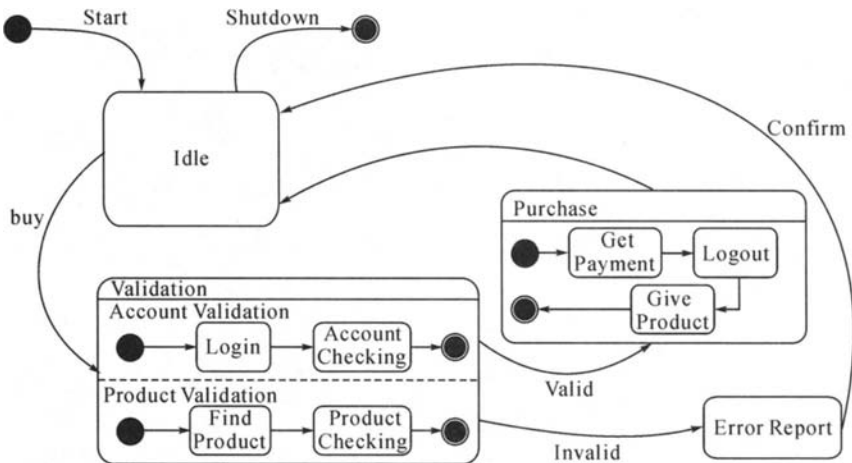 Start
Shutdown
Idle
Confirm
buy
Purchase
Get
Payment
Logout
Give
Product
Validation
Account Validation
Login
Account
Checking
Valid
Product Validation
Find
Product
Product
Checking
Invalid
Error Report